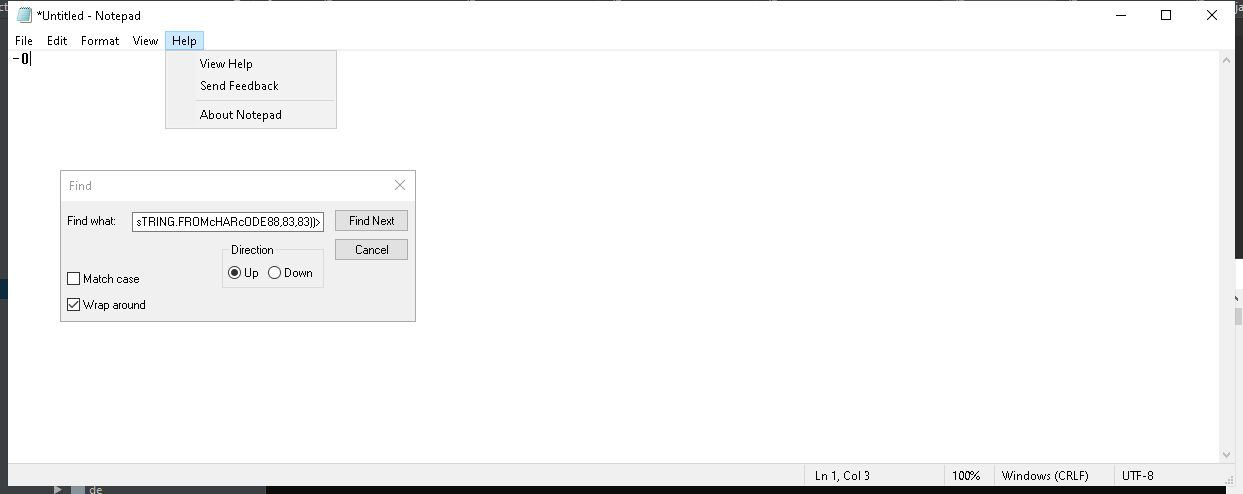 *Untitled - Notepad
File Edit Format View Help
-0
View Help
Send Feedback
About Notepad
Find
Find what: sTRING.FROMcHARcODE88,83,83))> Find Next
Direction Cancel
Up Down
Match case
Wrap around
Ln 1, Col 3 100% Windows (CRLF) UTF-8
de